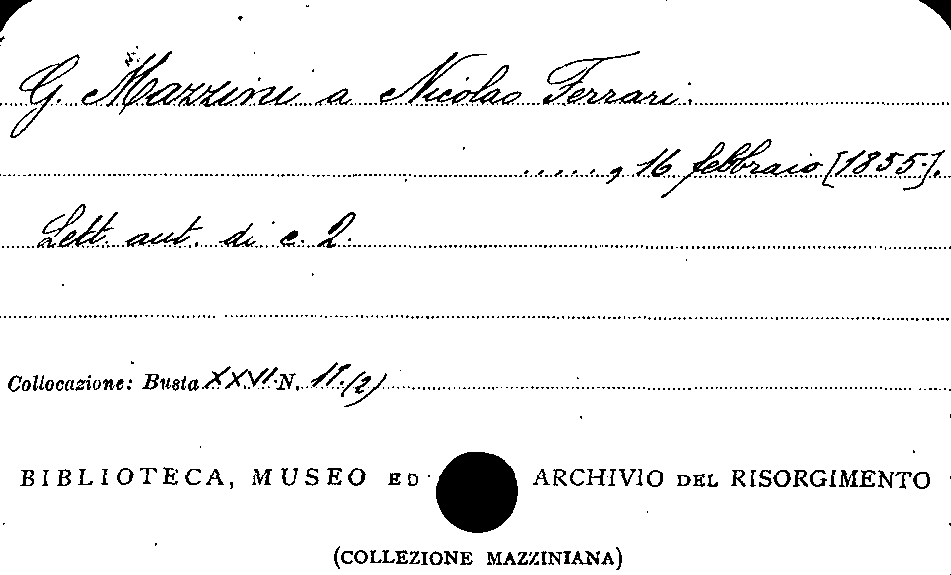 G. Mazzini a Nicolao Ferrari.
....., 16 febbraio [1855].
Lett. aut. di c. 2.
Collocazione: Busta XXVI. N. 11.(2)
BIBLIOTECA, MUSEO ED ARCHIVIO DEL RISORGIMENTO
(COLLEZIONE MAZZINIANA)